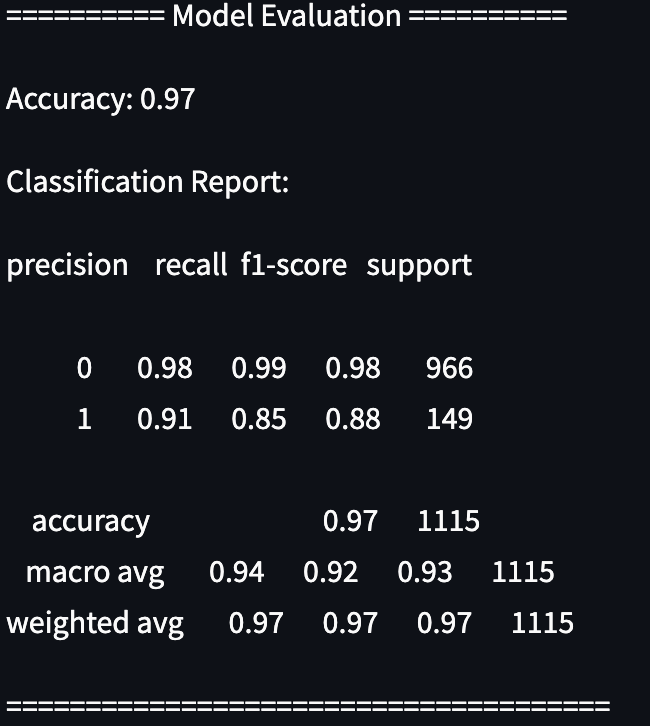 ========== Model Evaluation ==========
Accuracy: 0.97
Classification Report:
precision recall f1-score support
0 0.98 0.99 0.98 966
1 0.91 0.85 0.88 149
accuracy 0.97 1115
macro avg 0.94 0.92 0.93 1115
weighted avg 0.97 0.97 0.97 1115
======================================